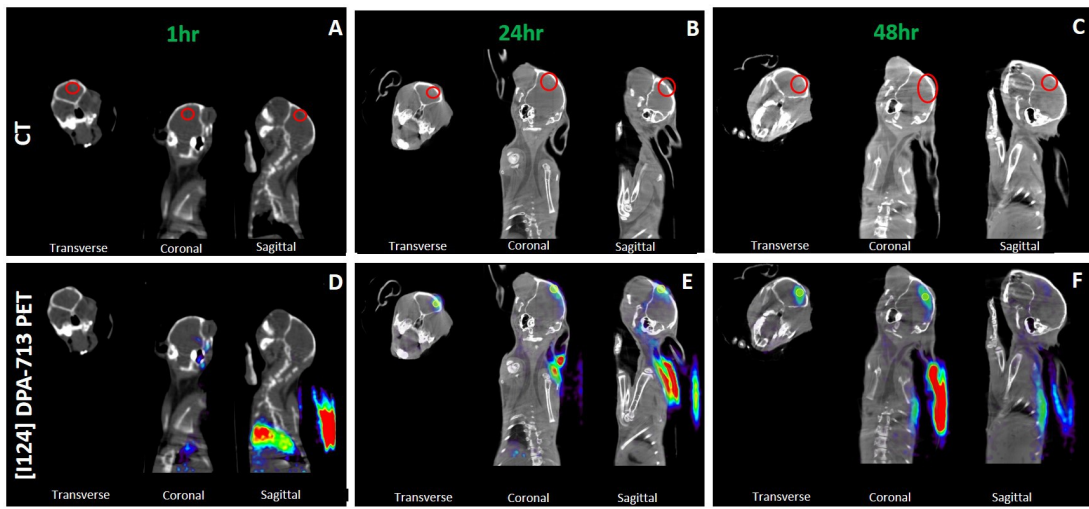 1hr A
24hr B
48hr C
CT
Transverse Coronal Sagittal
Transverse Coronal Sagittal
Transverse Coronal Sagittal
D
E
F
[I124] DPA-713 PET
Transverse Coronal Sagittal
Transverse Coronal Sagittal
Transverse Coronal Sagittal